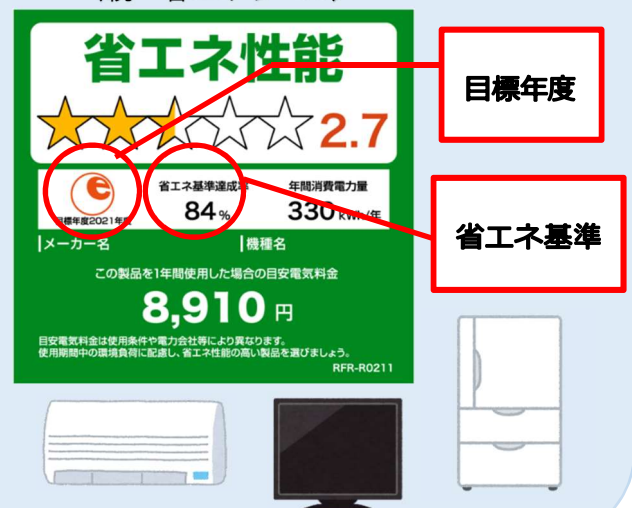 省エネ性能
2.7
目標年度
e
目標年度2021年度
省エネ基準達成率
84%
年間消費電力量
330 kWh/年
省エネ基準
メーカー名
機種名
この製品を1年間使用した場合の目安電気料金
8,910 円
目安電気料金は使用条件や電力会社等により異なります。
使用期間中の環境負荷に配慮し、省エネ性能の高い製品を選びましょう。
RFR-R0211